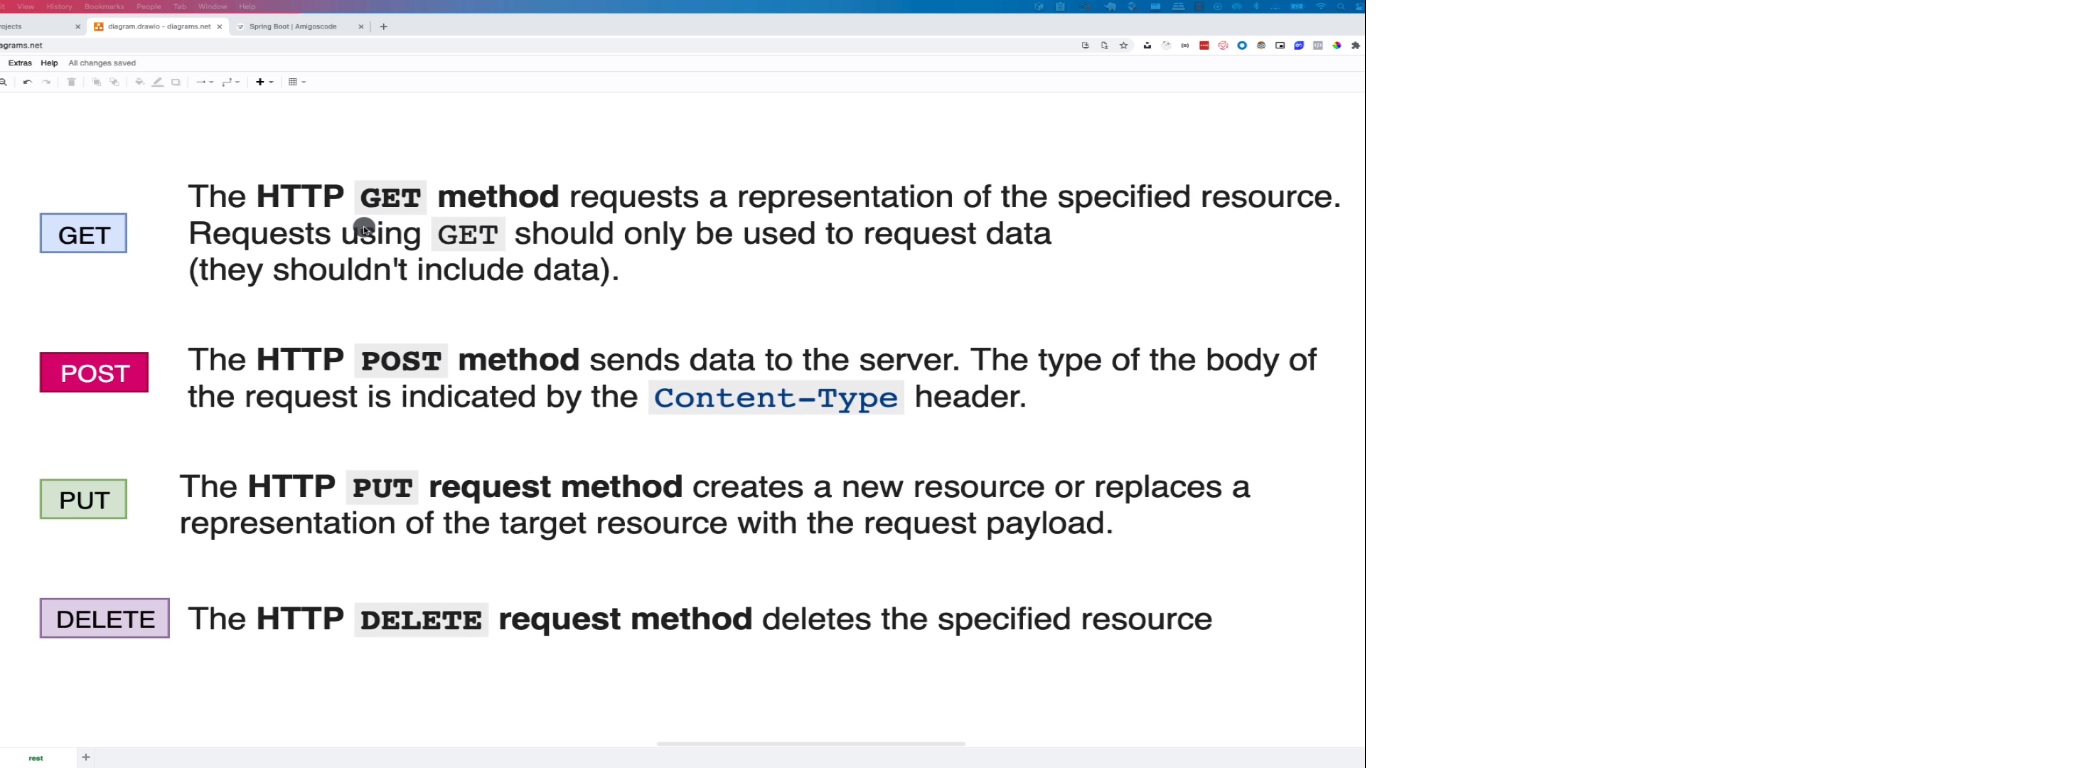 View History Bookmarks People Tab Window Help
rojects
diagram.drawio - diagrams.net
Spring Boot | Amigoscode
agrams.net
Extras Help All changes saved
The HTTP GET method requests a representation of the specified resource.
GET
Requests using GET should only be used to request data
(they shouldn't include data).
The HTTP POST method sends data to the server. The type of the body of
POST
the request is indicated by the Content-Type header.
The HTTP PUT request method creates a new resource or replaces a
PUT
representation of the target resource with the request payload.
DELETE
The HTTP DELETE request method deletes the specified resource
rest